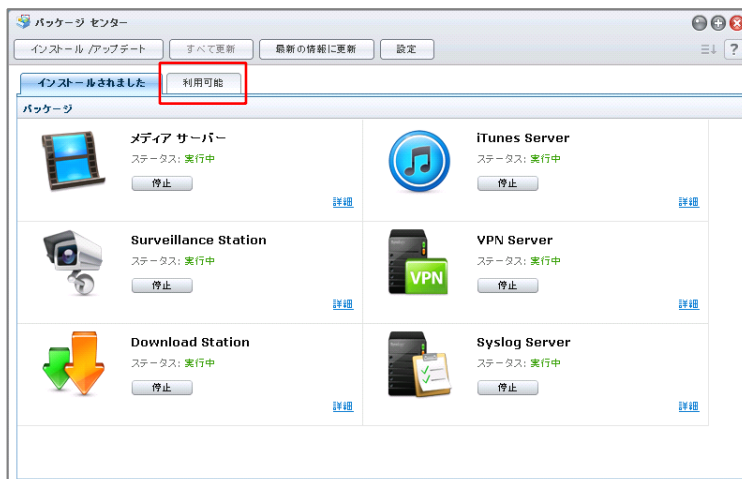 パッケージ センター
インストール /アップデート すべて更新 最新の情報に更新 設定 ?
インストールされました 利用可能
パッケージ
メディア サーバー
ステータス: 実行中
停止
詳細
iTunes Server
ステータス: 実行中
停止
詳細
Surveillance Station
ステータス: 実行中
停止
詳細
VPN
VPN Server
ステータス: 実行中
停止
詳細
Download Station
ステータス: 実行中
停止
詳細
Syslog Server
ステータス: 実行中
停止
詳細